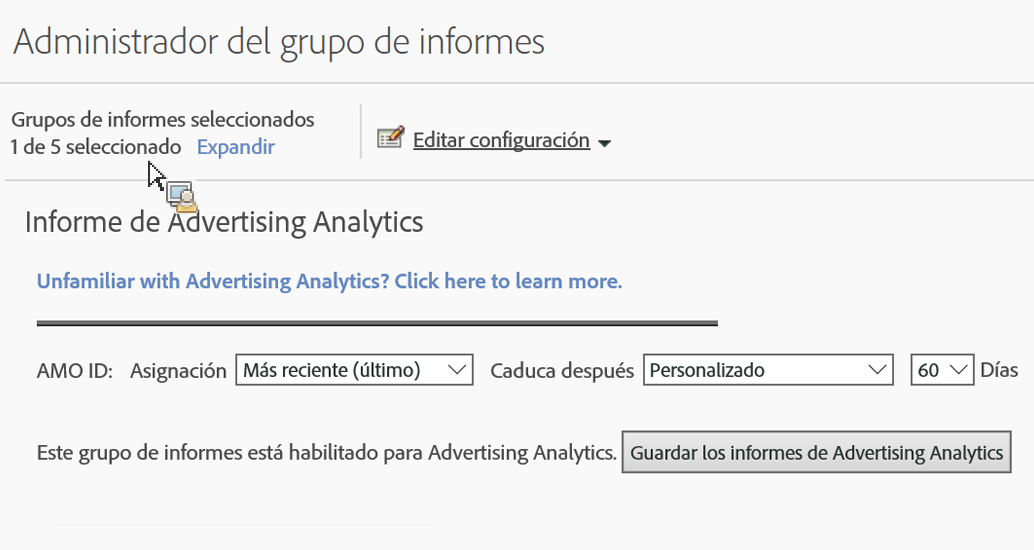 Administrador del grupo de informes
Grupos de informes seleccionados
1 de 5 seleccionado Expandir
Editar configuración
Informe de Advertising Analytics
Unfamiliar with Advertising Analytics? Click here to learn more.
AMO ID: Asignación Más reciente (último) Caduca después Personalizado 60 Días
Este grupo de informes está habilitado para Advertising Analytics. Guardar los informes de Advertising Analytics